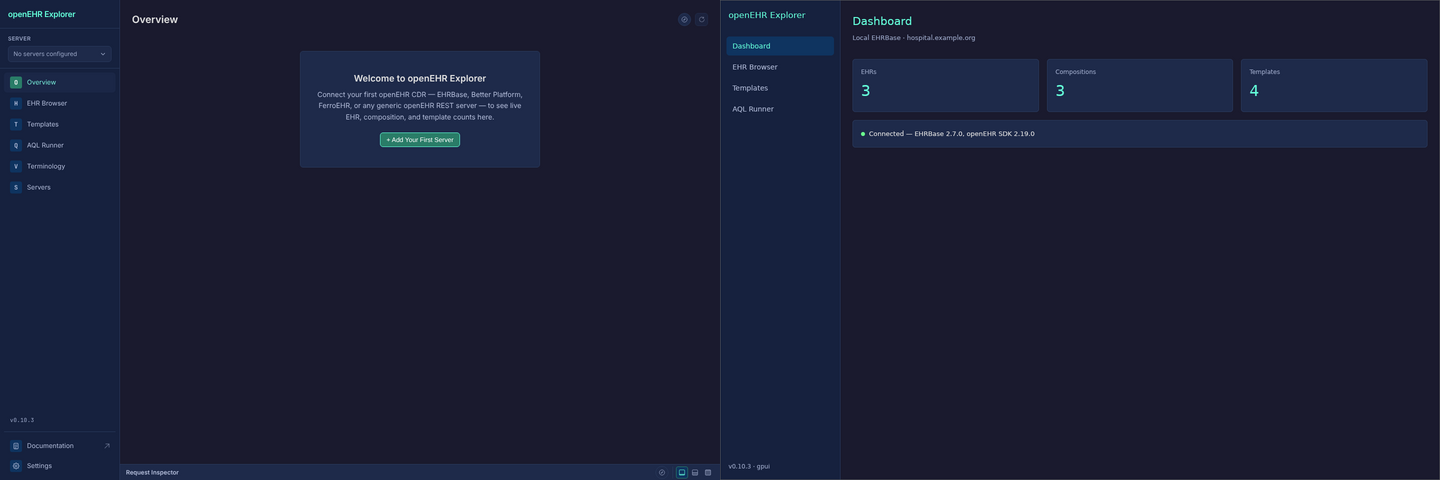 openEHR Explorer
SERVER
No servers configured
O Overview
H EHR Browser
T Templates
Q AQL Runner
V Terminology
S Servers
v0.10.3
Documentation
Settings
Overview
Welcome to openEHR Explorer
Connect your first openEHR CDR — EHRBase, Better Platform,
FerroEHR, or any generic openEHR REST server — to see live
EHR, composition, and template counts here.
+ Add Your First Server
Request Inspector
openEHR Explorer
Dashboard
EHR Browser
Templates
AQL Runner
v0.10.3 - gpui
Dashboard
Local EHRBase - hospital.example.org
EHRs
3
Compositions
3
Templates
4
Connected — EHRBase 2.7.0, openEHR SDK 2.19.0